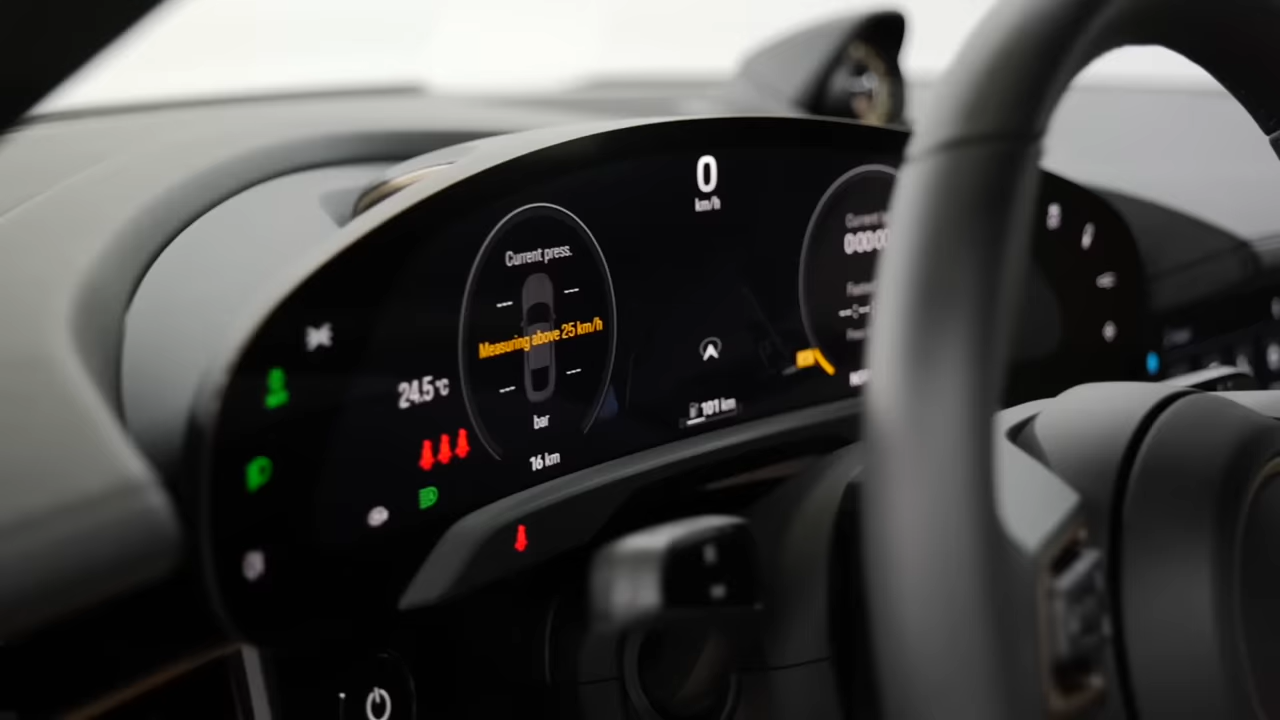 0
km/h
Current press.
Measuring above 25 km/h
24.5°C
bar
101 km
16 km